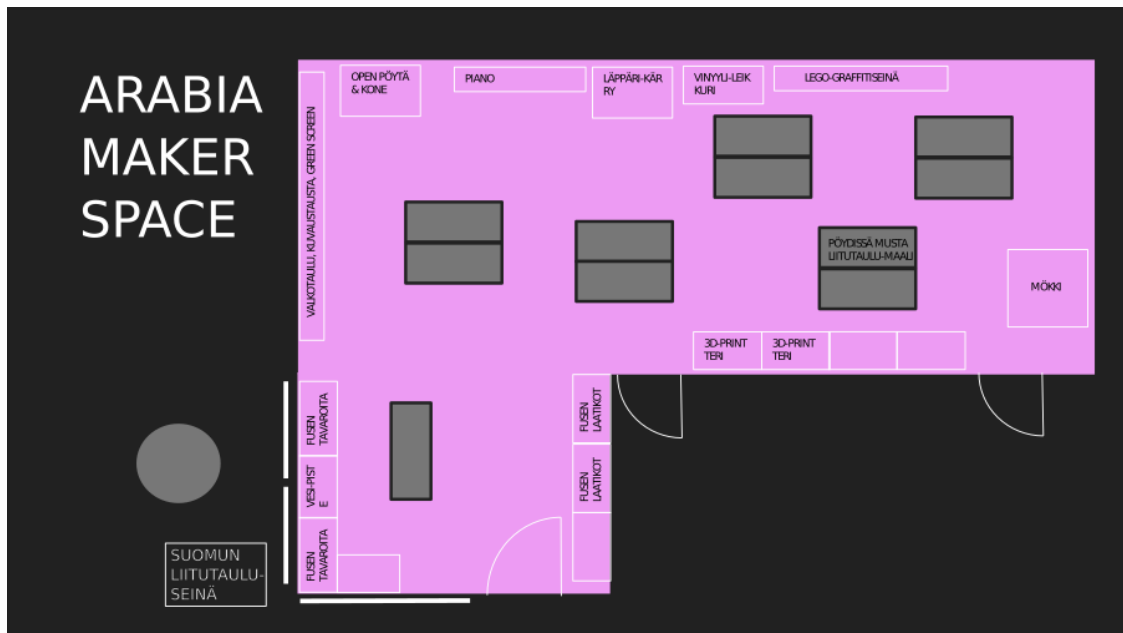 ARABIA
MAKER
SPACE
OPEN PÖYTÄ
& KONE
PIANO
LÄPPÄRI-KÄR
RY
VINYYLI-LEIK
KURI
LEGO-GRAFFITISEINÄ
VALKOTAULU, KUVAUSTAUSTA, GREEN SCREEN
PÖYDISSÄ MUSTA
LIITUTAULU-MAALI
MÖKKI
3D-PRINT
TERI
3D-PRINT
TERI
FUSEN
TAVAROITA
FUSEN
LAATIKOT
VESI-PIST
E
FUSEN
LAATIKOT
FUSEN
TAVAROITA
SUOMUN
LIITUTAULU-
SEINÄ